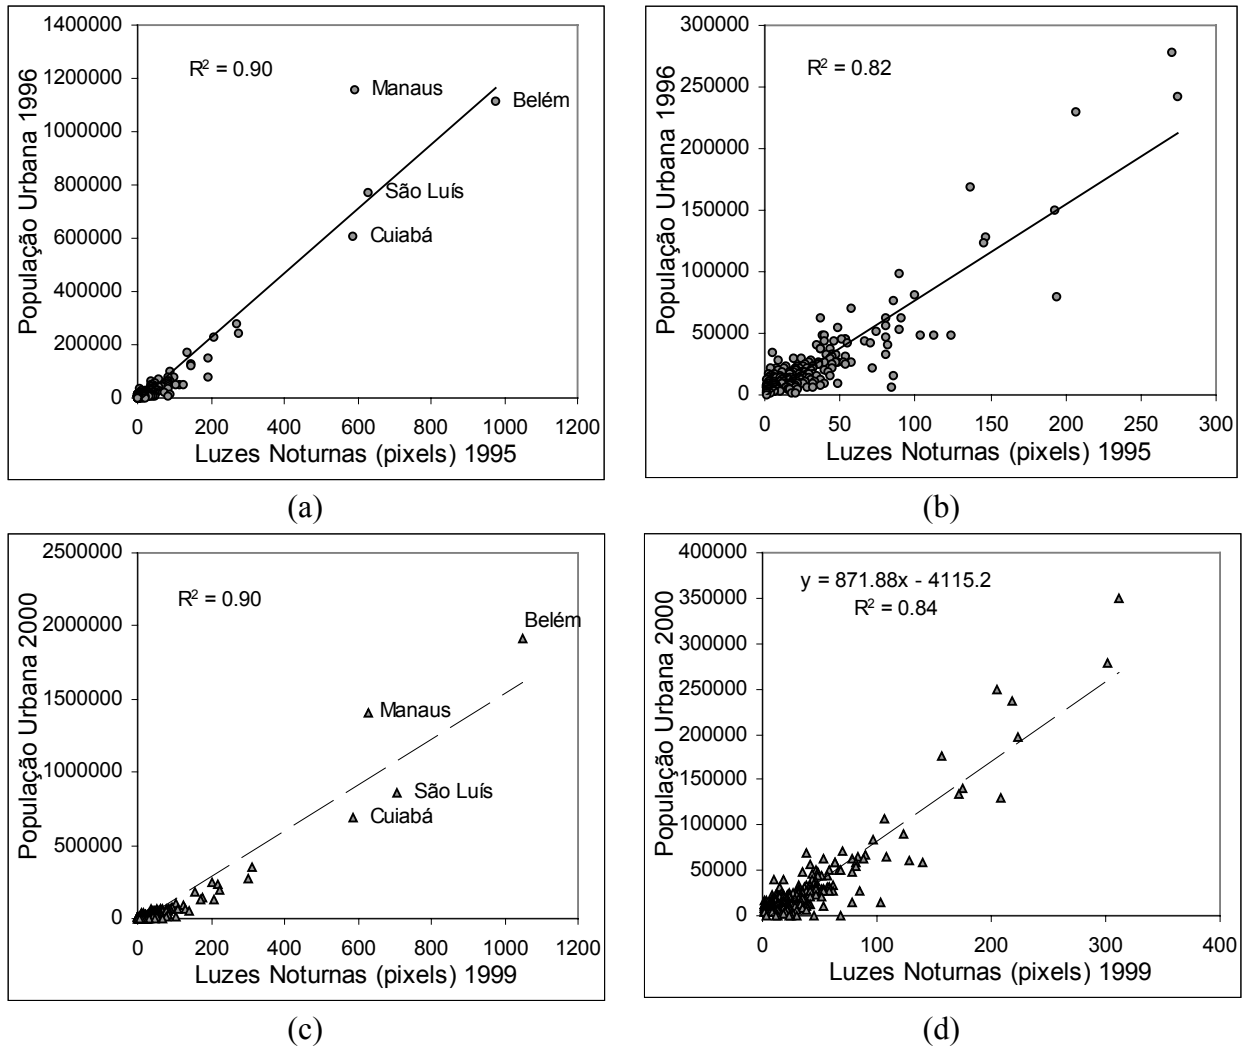 População Urbana 1996
1400000
1200000
1000000
800000
600000
400000
200000
0
R² = 0.90
Manaus
Belém
São Luís
Cuiabá
0 200 400 600 800 1000 1200
Luzes Noturnas (pixels) 1995
(a)
População Urbana 1996
300000
250000
200000
150000
100000
50000
0
R² = 0.82
0 50 100 150 200 250 300
Luzes Noturnas (pixels) 1995
(b)
População Urbana 2000
2500000
2000000
1500000
1000000
500000
0
R² = 0.90
Belém
Manaus
São Luís
Cuiabá
0 200 400 600 800 1000 1200
Luzes Noturnas (pixels) 1999
(c)
População Urbana 2000
400000
350000
300000
250000
200000
150000
100000
50000
0
y = 871.88x - 4115.2
R² = 0.84
0 100 200 300 400
Luzes Noturnas (pixels) 1999
(d)